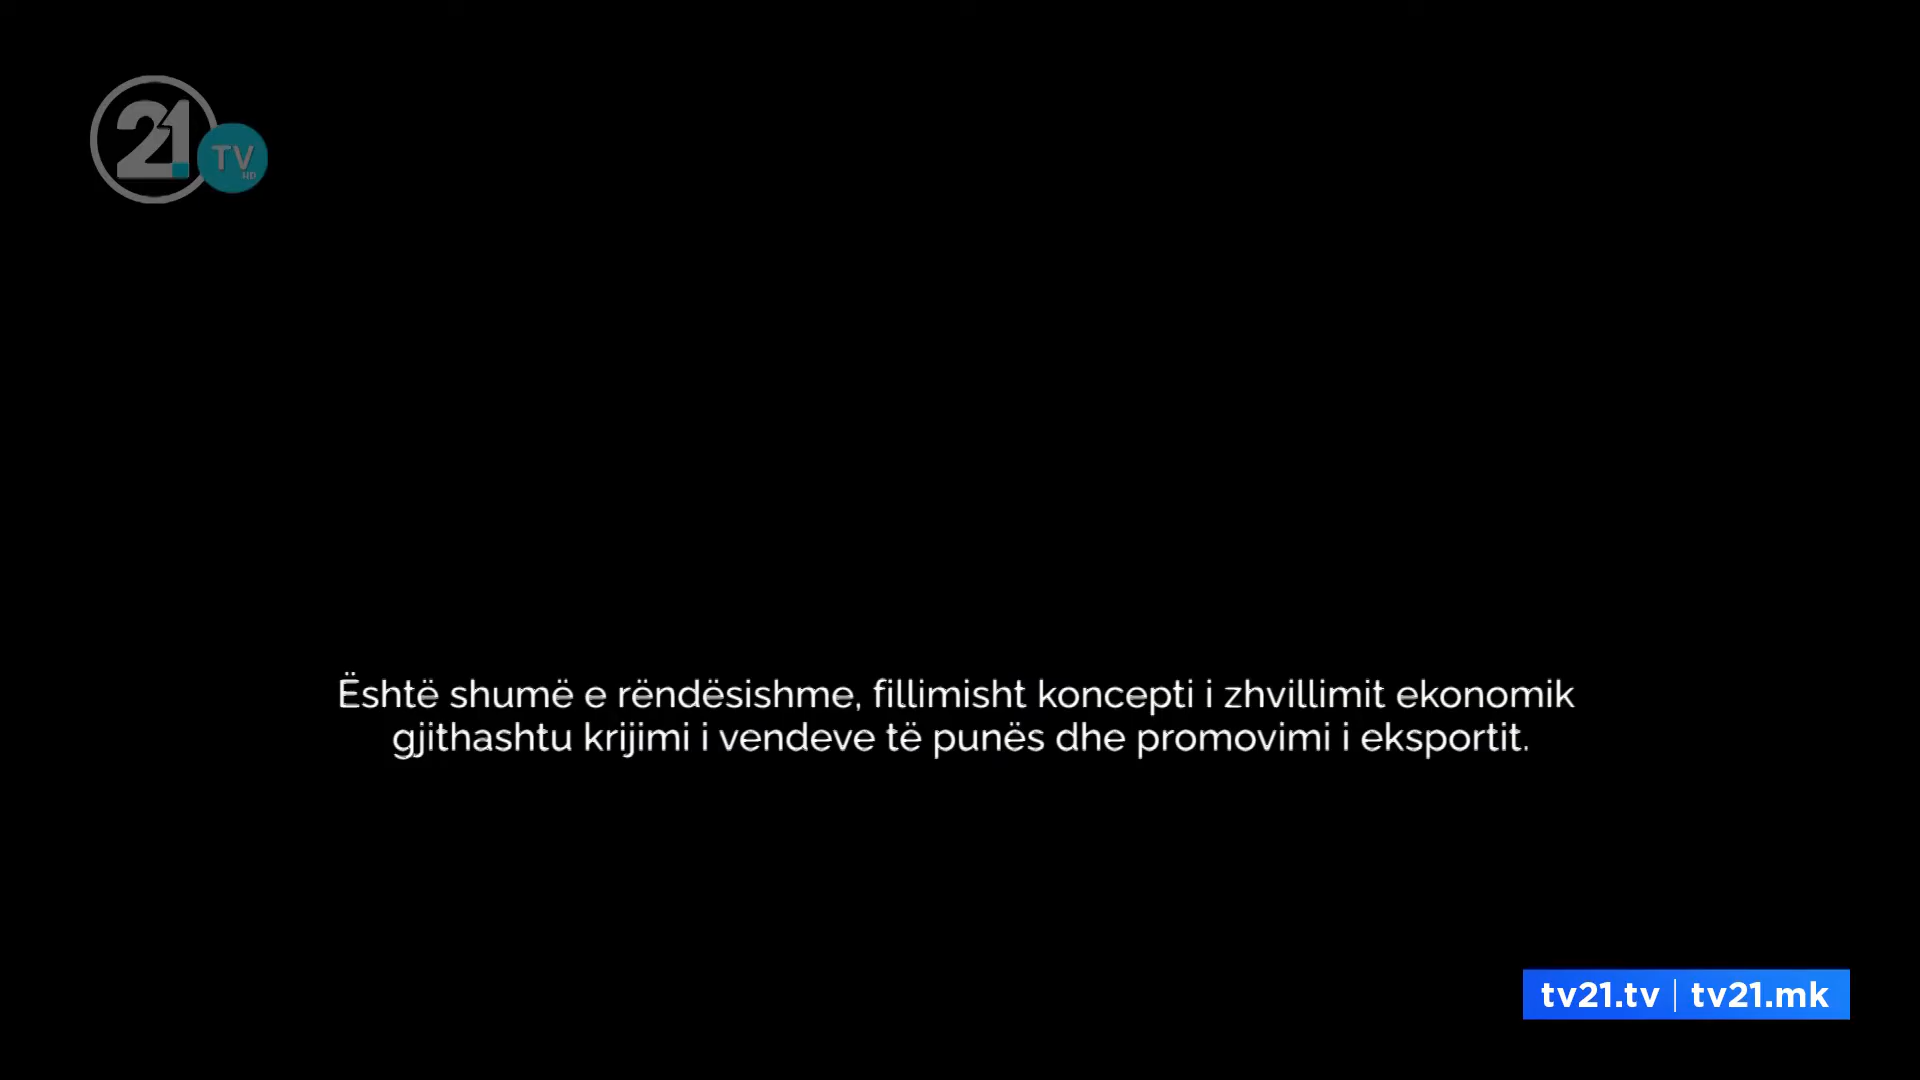 21
TV
HD
Është shumë e rëndësishme, fillimisht koncepti i zhvillimit ekonomik
gjithashtu krijimi i vendeve të punës dhe promovimi i eksportit.
tv21.tv | tv21.mk